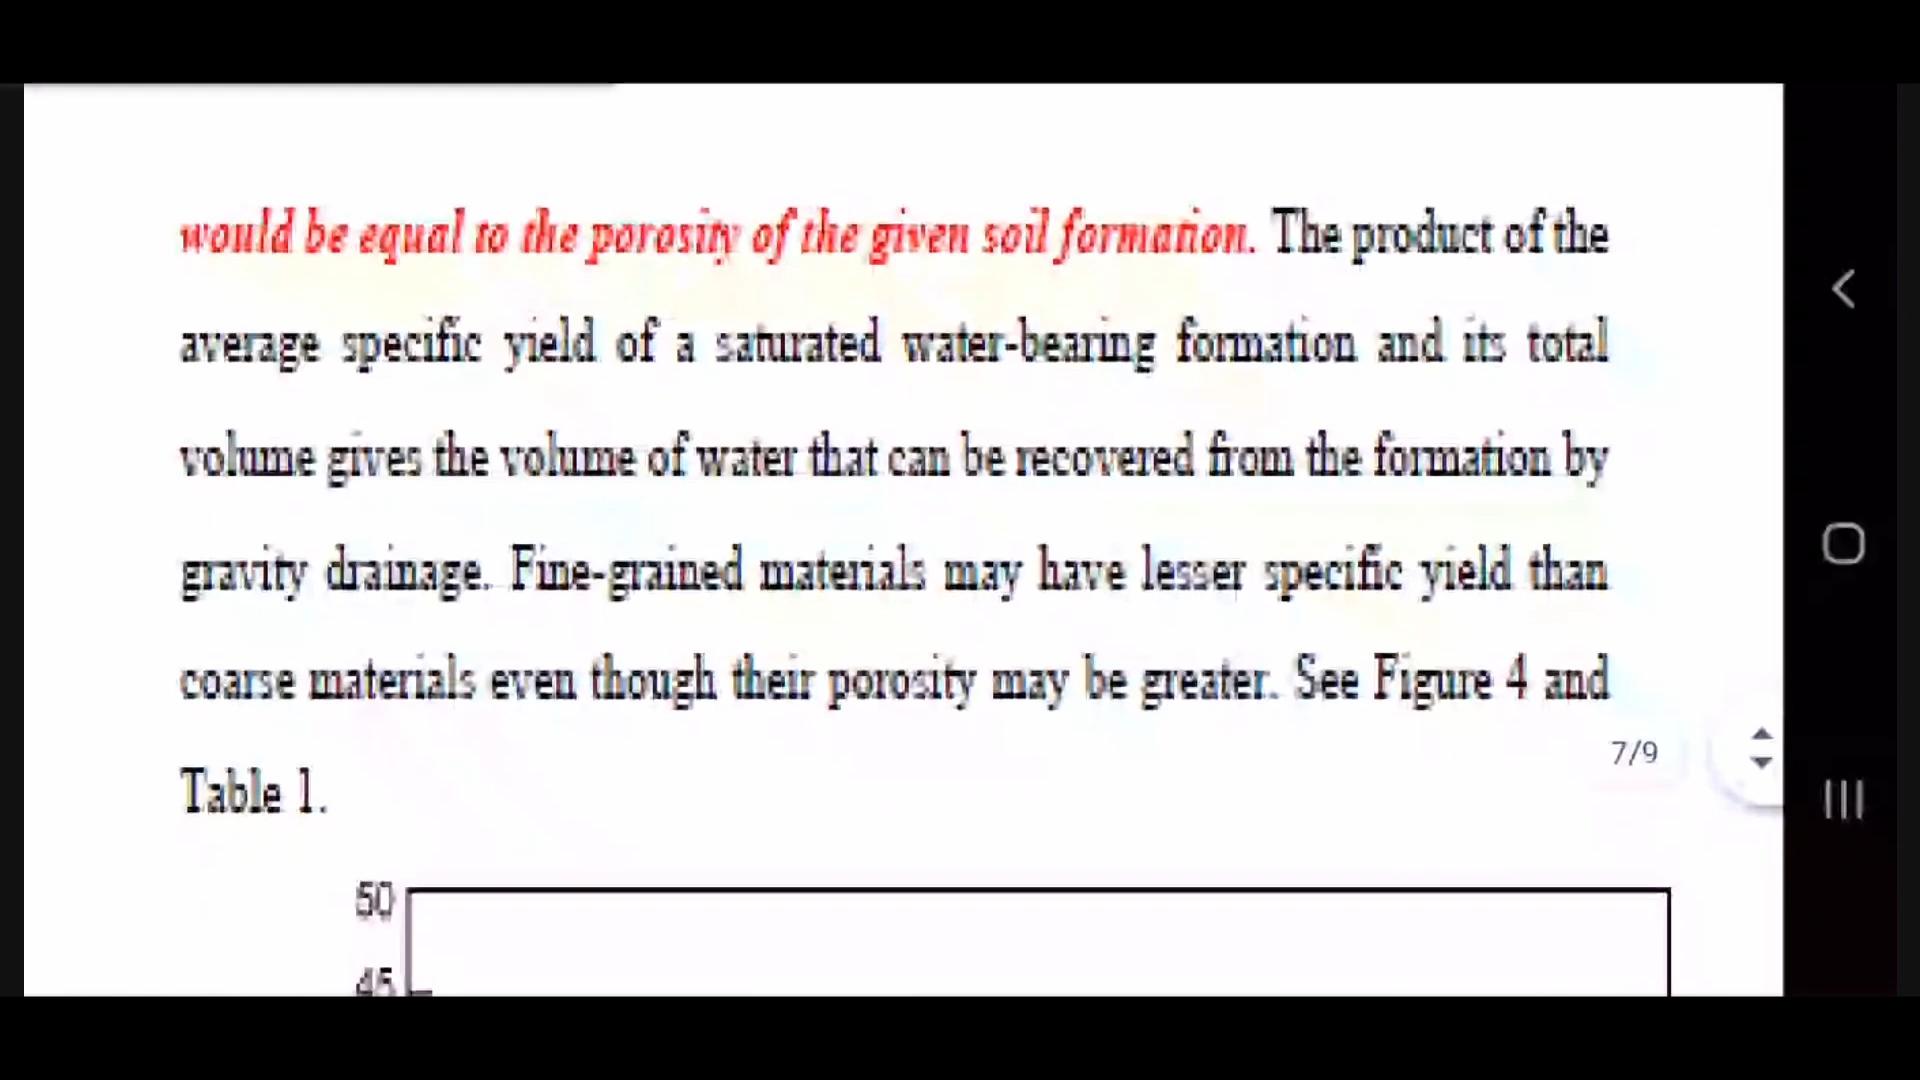 would be equal to the porosity of the given soil formation. The product of the
average specific yield of a saturated water-bearing formation and its total
volume gives the volume of water that can be recovered from the formation by
gravity drainage. Fine-grained materials may have lesser specific yield than
coarse materials even though their porosity may be greater. See Figure 4 and
7/9
Table 1.
50
45